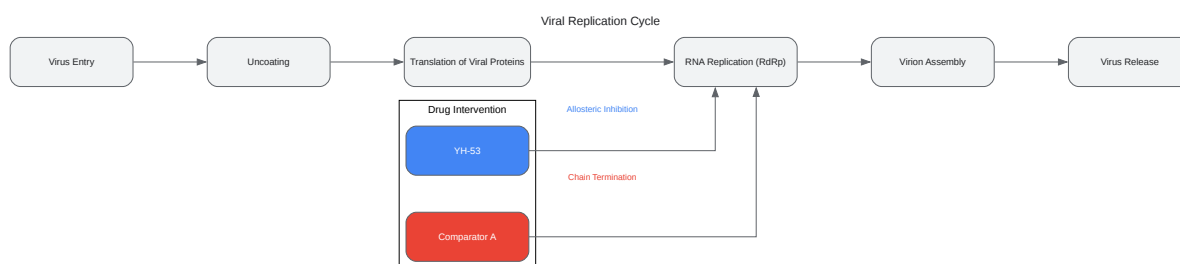 Viral Replication Cycle
Virus Entry
Uncoating
Translation of Viral Proteins
RNA Replication (RdRp)
Virion Assembly
Virus Release
Drug Intervention
Allosteric Inhibition
YH-53
Chain Termination
Comparator A